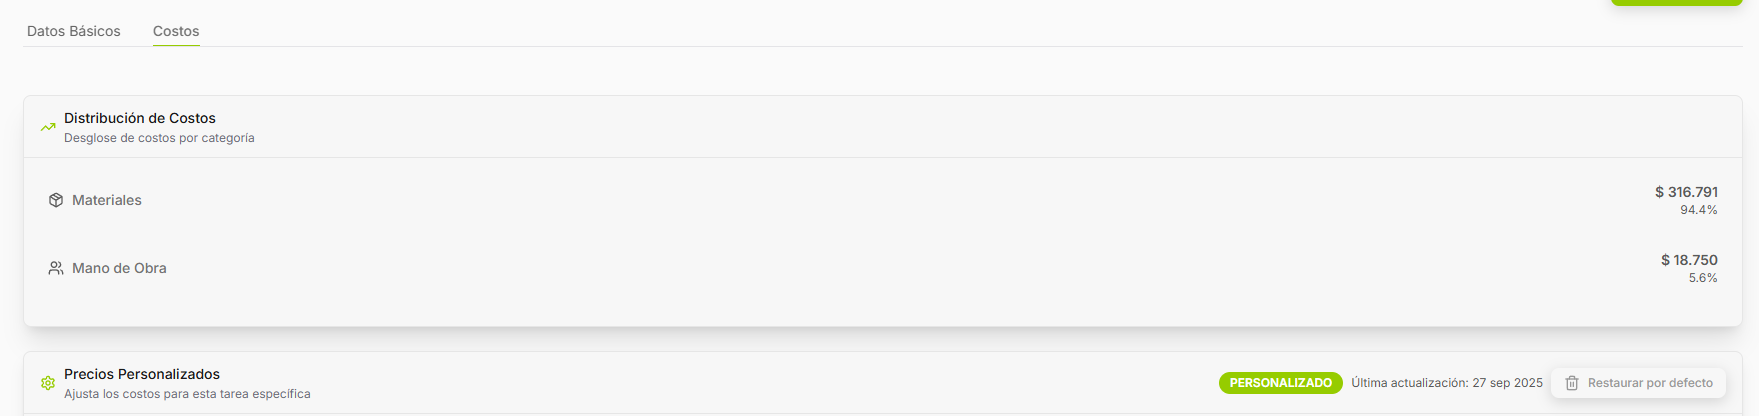 Datos Básicos
Costos
Distribución de Costos
Desglose de costos por categoría
Materiales
$ 316.791
94.4%
Mano de Obra
$ 18.750
5.6%
Precios Personalizados
Ajusta los costos para esta tarea específica
PERSONALIZADO
Última actualización: 27 sep 2025
Restaurar por defecto